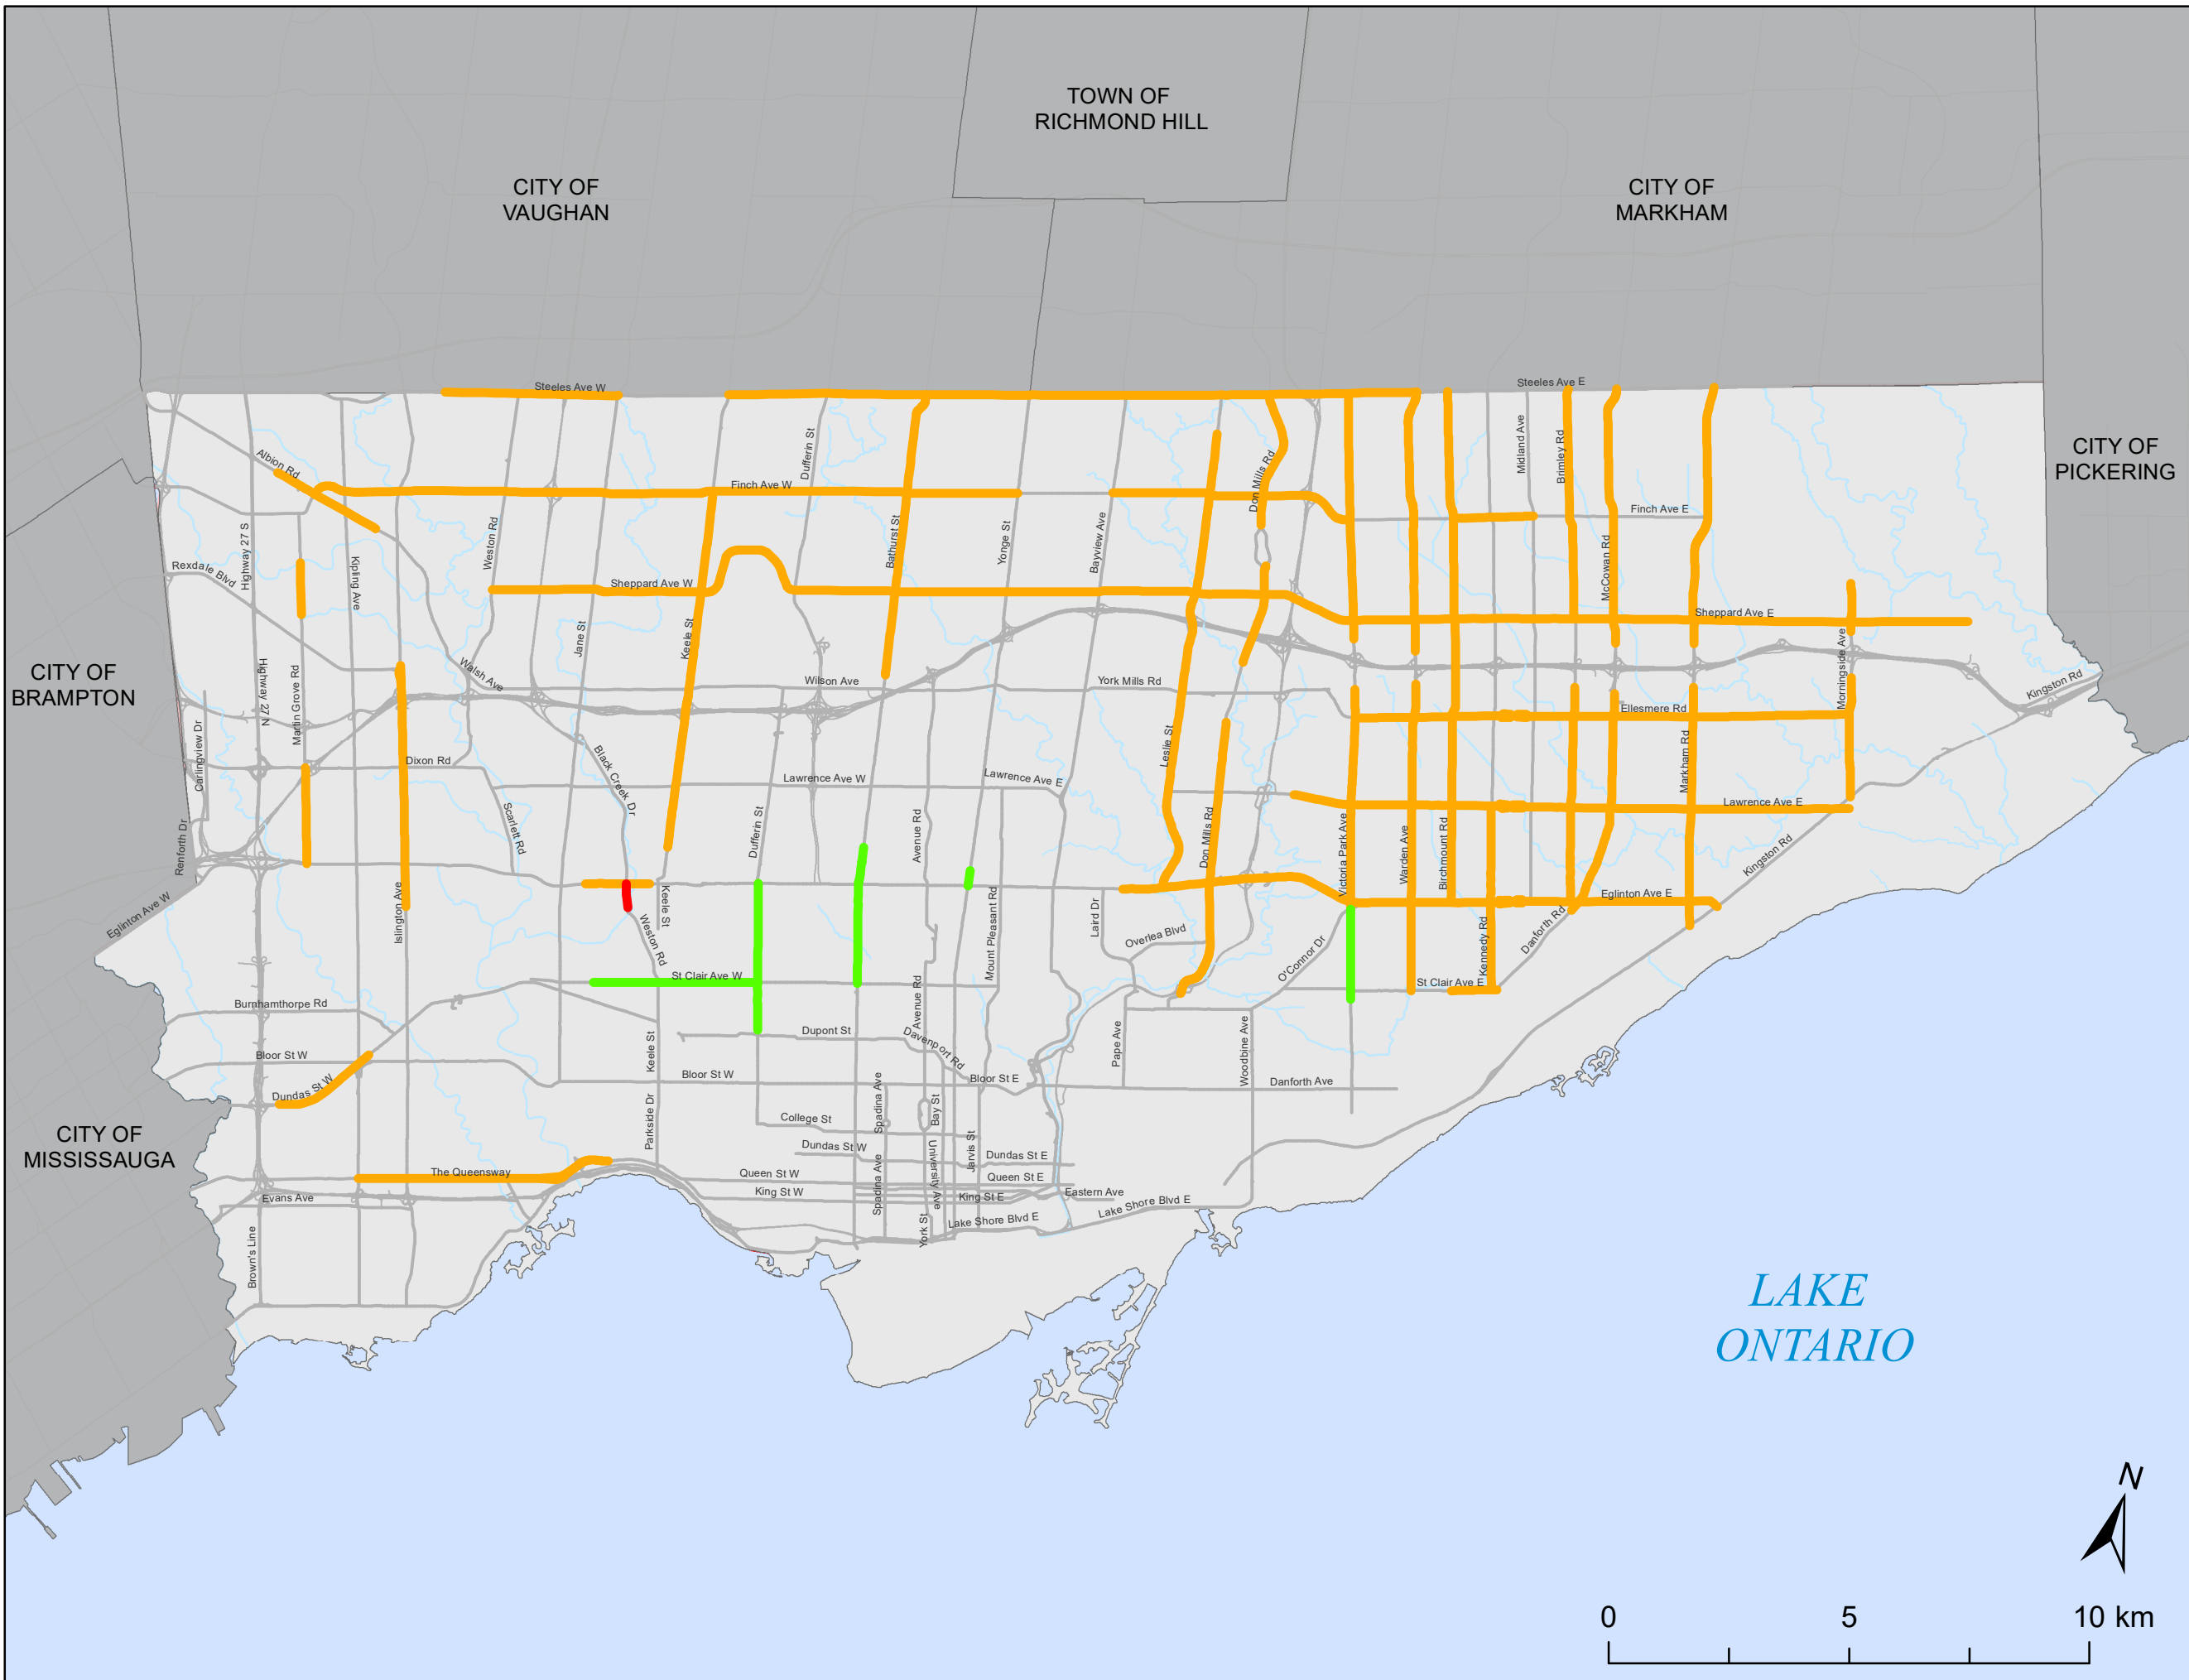 TOWN OF
RICHMOND HILL
CITY OF
VAUGHAN
CITY OF
MARKHAM
CITY OF
PICKERING
CITY OF
BRAMPTON
CITY OF
MISSISSAUGA
Steeles Ave W
Steeles Ave E
Albion Rd
Finch Ave W
Finch Ave E
Dufferin St
Don Mills Rd
Midland Ave
Brimley Rd
Highway 27 S
Weston Rd
Bathurst St
Yonge St
Bayview Ave
Rexdale Blvd
Kipling Ave
Sheppard Ave W
McCowan Rd
Sheppard Ave E
Jane St
Keele St
Walsh Ave
Highway 27 N
Martin Grove Rd
Wilson Ave
York Mills Rd
Morningside Ave
Kingston Rd
Ellesmere Rd
Carlingview Dr
Dixon Rd
Black Creek Dr
Lawrence Ave W
Lawrence Ave E
Leslie St
Markham Rd
Lawrence Ave E
Renforth Dr
Scarlett Rd
Dufferin St
Avenue Rd
Don Mills Rd
Victoria Park Ave
Warden Ave
Birchmount Rd
Kingston Rd
Eglinton Ave W
Islington Ave
Keele St
Weston Rd
Mount Pleasant Rd
Laird Dr
Overlea Blvd
O'Connor Dr
Eglinton Ave E
Kennedy Rd
Danforth Rd
St Clair Ave W
St Clair Ave E
Burnhamthorpe Rd
Avenue Rd
Dupont St
Davenport Rd
Keele St
Pape Ave
Woodbine Ave
Bloor St W
Bloor St W
Bloor St E
Danforth Ave
Dundas St W
Parkside Dr
College St
Spadina Ave
Bay St
Dundas St W
University Ave
Jarvis St
Dundas St E
The Queensway
Queen St W
Queen St E
Evans Ave
King St W
Spadina Ave
King St E
Eastern Ave
Lake Shore Blvd E
York St
Lake Shore Blvd E
Brown's Line
LAKE
ONTARIO
N
0 5 10 km